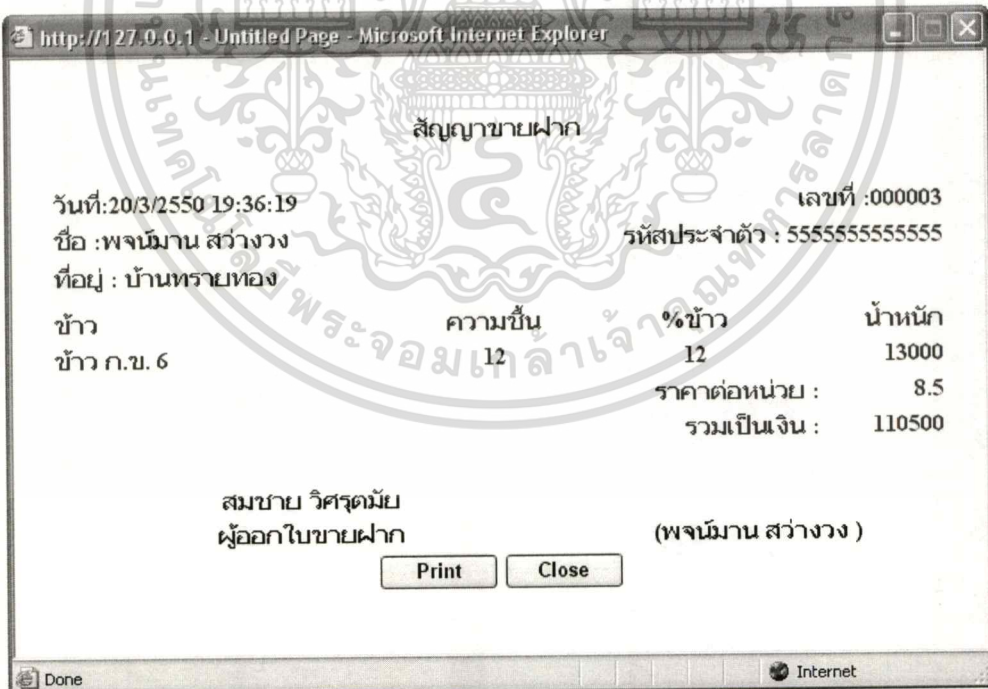 http://127.0.0.1 - Untitled Page - Microsoft Internet Explorer
สัญญาขายฝาก
วันที่:20/3/2550 19:36:19 เลขที่ :000003
ชื่อ :พจน์มาน สว่างวง รหัสประจำตัว : 5555555555555
ที่อยู่ : บ้านทรายทอง
ข้าว ความชื้น %ข้าว น้ำหนัก
ข้าว ก.ข. 6 12 12 13000
ราคาต่อหน่วย : 8.5
รวมเป็นเงิน : 110500
สมชาย วิศรุตมัย
ผู้ออกใบขายฝาก (พจน์มาน สว่างวง )
Print Close
Done Internet